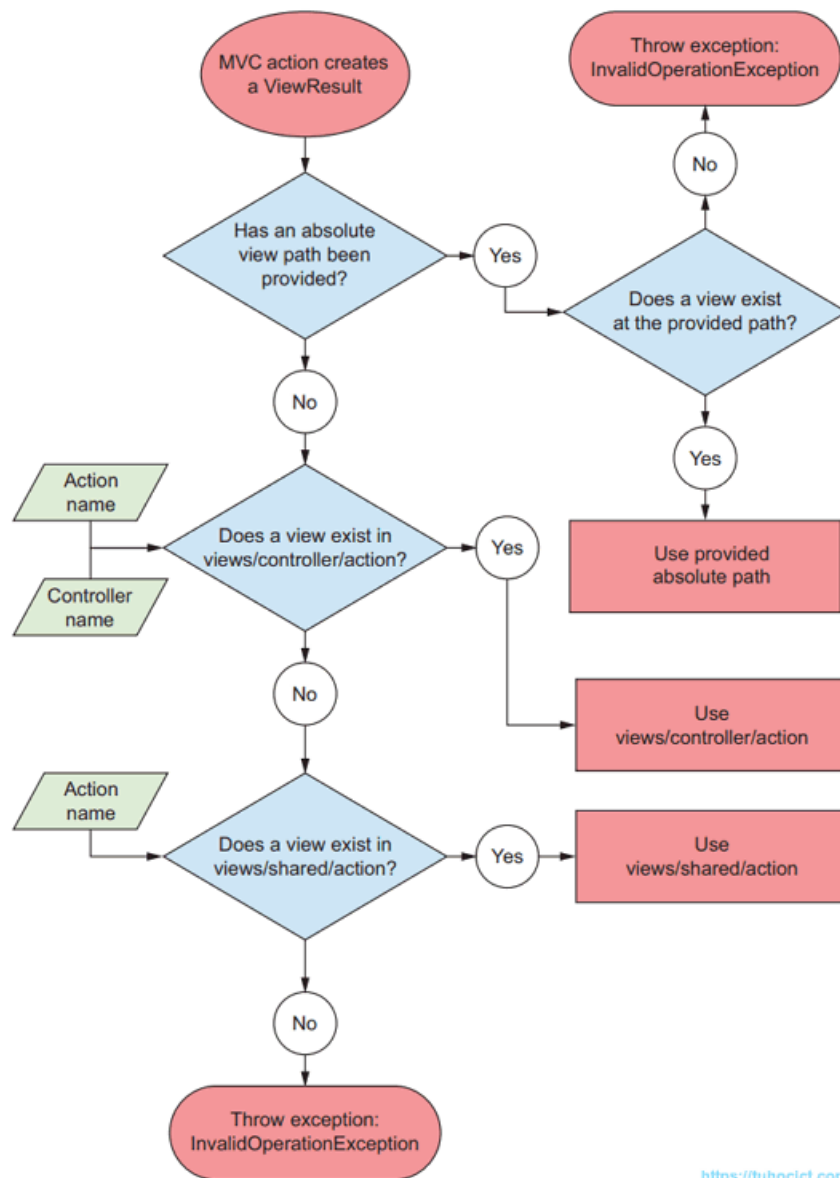 MVC action creates
a ViewResult
Throw exception:
InvalidOperationException
No
Has an absolute
view path been
provided?
Yes
Does a view exist
at the provided path?
No
Yes
Action
name
Does a view exist in
views/controller/action?
Yes
Use provided
absolute path
Controller
name
No
Use
views/controller/action
Action
name
Does a view exist in
views/shared/action?
Yes
Use
views/shared/action
No
Throw exception:
InvalidOperationException